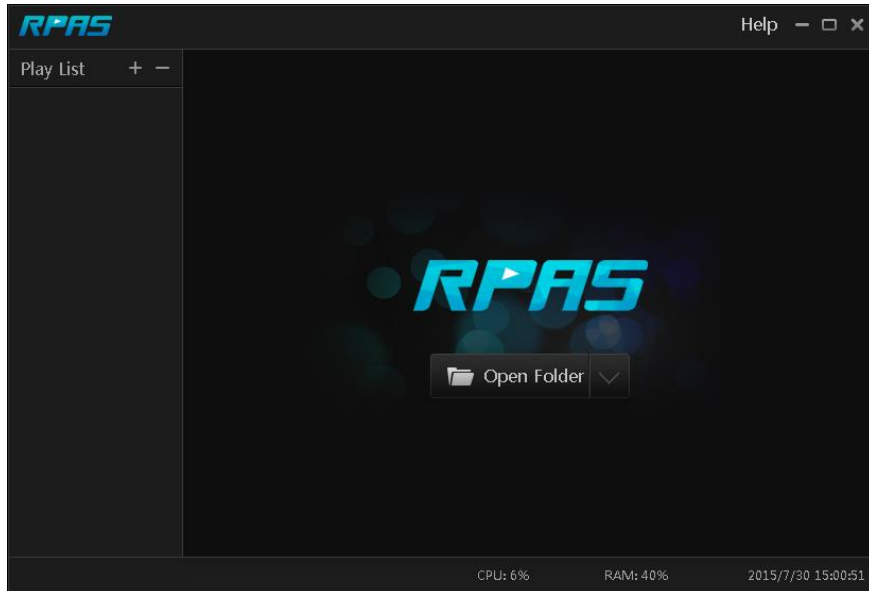 RPAS Help
Play List + −
RPAS
Open Folder
CPU: 6% RAM: 40% 2015/7/30 15:00:51